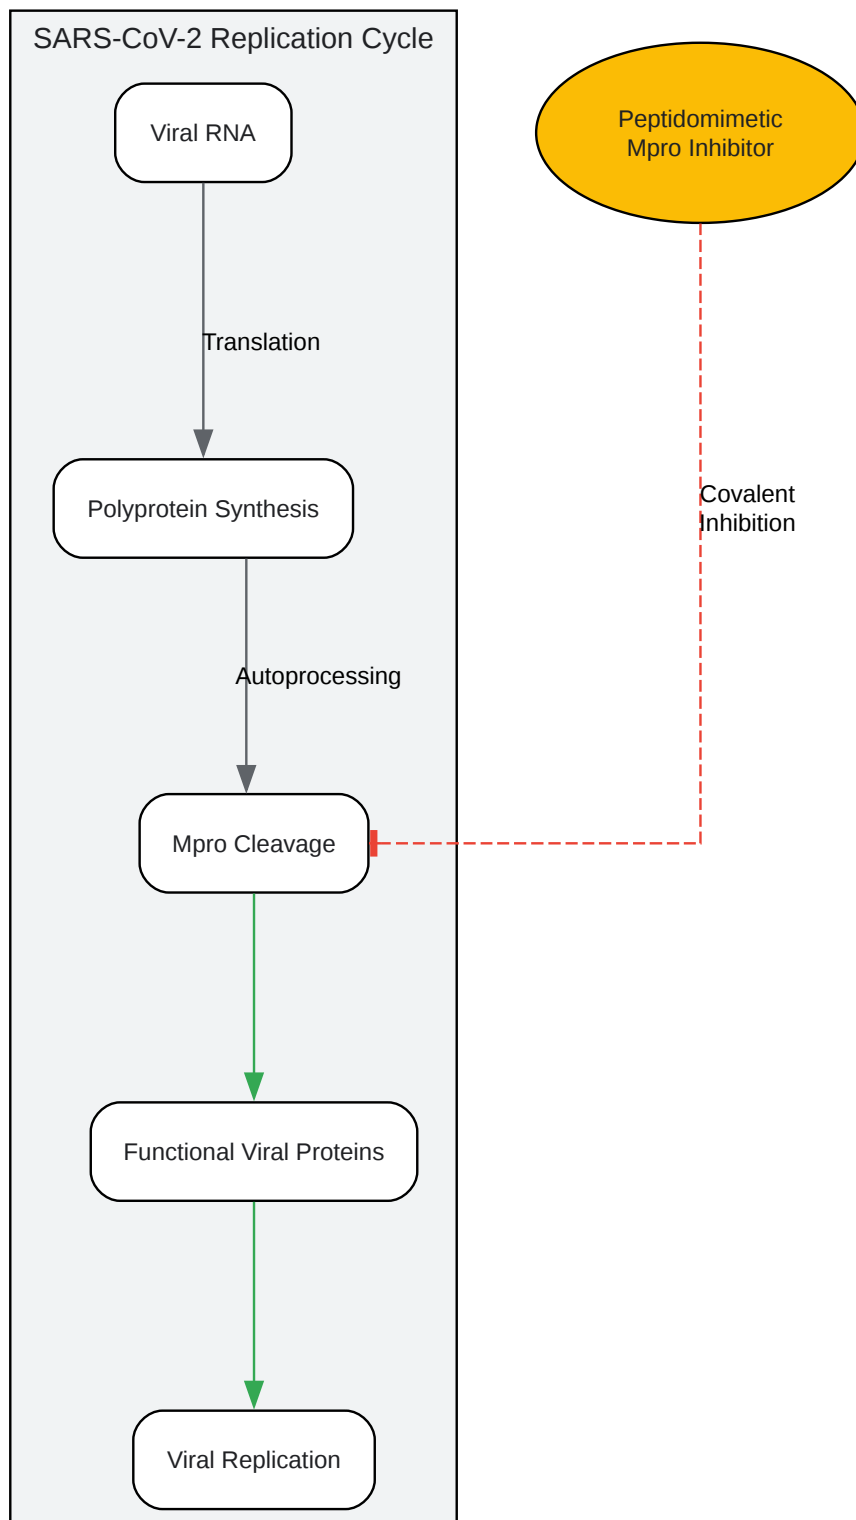 SARS-CoV-2 Replication Cycle
Viral RNA
Peptidomimetic
Mpro Inhibitor
Translation
Polyprotein Synthesis
Covalent
Inhibition
Autoprocessing
Mpro Cleavage
Functional Viral Proteins
Viral Replication